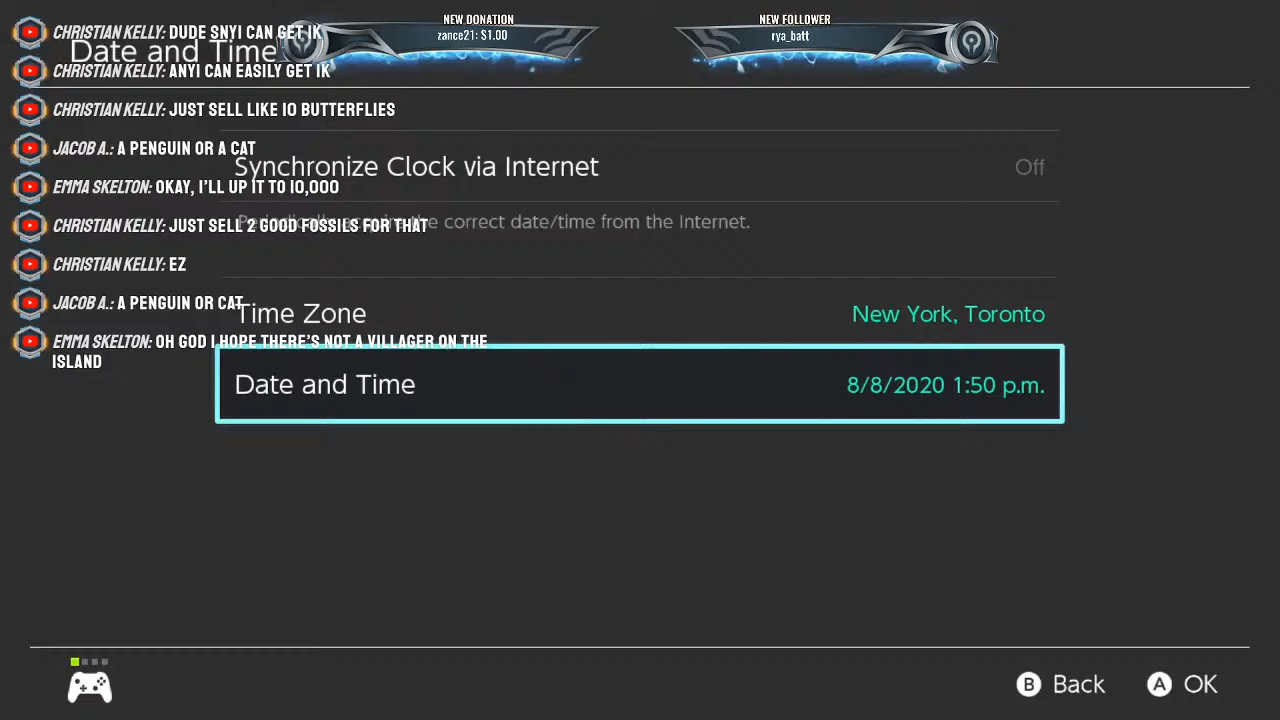 NEW DONATION
zance21: $1.00
NEW FOLLOWER
rya_batt
Date and Time
CHRISTIAN KELLY: DUDE SNYI CAN GET 1K
CHRISTIAN KELLY: ANYI CAN EASILY GET 1K
CHRISTIAN KELLY: JUST SELL LIKE 10 BUTTERFLIES
JACOB A.: A PENGUIN OR A CAT
EMMA SKELTON: OKAY, I'LL UP IT TO 10,000
CHRISTIAN KELLY: JUST SELL 2 GOOD FOSSILS FOR THAT
CHRISTIAN KELLY: EZ
JACOB A.: A PENGUIN OR CAT
EMMA SKELTON: OH GOD I HOPE THERE'S NOT A VILLAGER ON THE
ISLAND
Synchronize Clock via Internet
Off
Periodically acquire the correct date/time from the Internet.
Time Zone
New York, Toronto
Date and Time
8/8/2020 1:50 p.m.
B Back
A OK